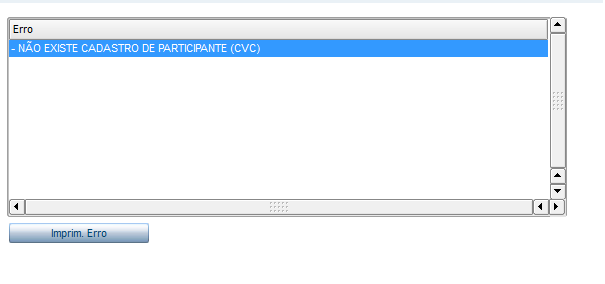 Erro
- NÃO EXISTE CADASTRO DE PARTICIPANTE (CVC)
Imprim. Erro